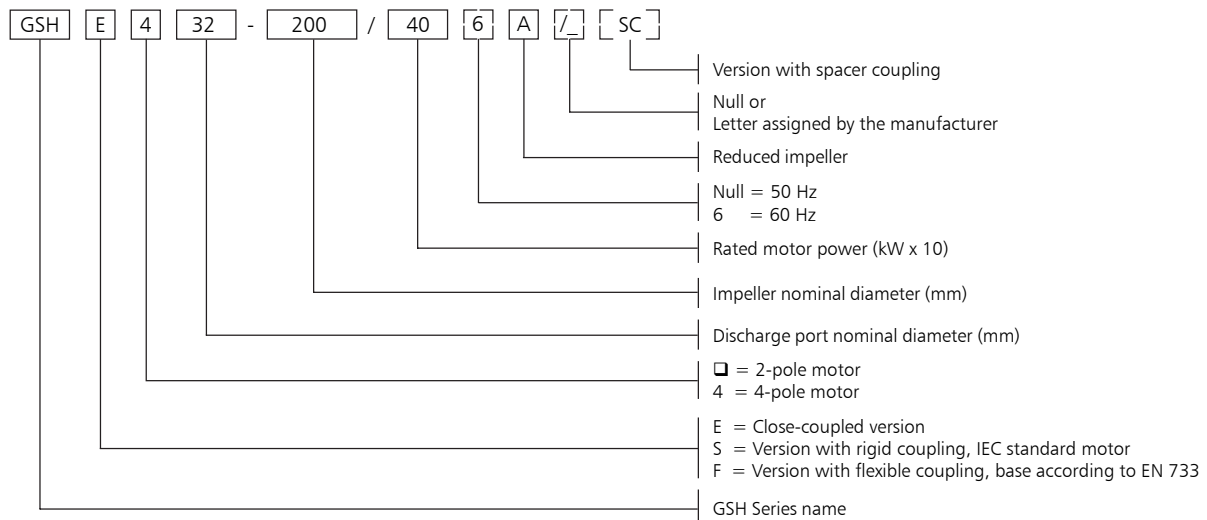 GSH E 4 32 - 200 / 40 6 A /_ SC
Version with spacer coupling
Null or
Letter assigned by the manufacturer
Reduced impeller
Null = 50 Hz
6 = 60 Hz
Rated motor power (kW x 10)
Impeller nominal diameter (mm)
Discharge port nominal diameter (mm)
❑ = 2-pole motor
4 = 4-pole motor
E = Close-coupled version
S = Version with rigid coupling, IEC standard motor
F = Version with flexible coupling, base according to EN 733
GSH Series name